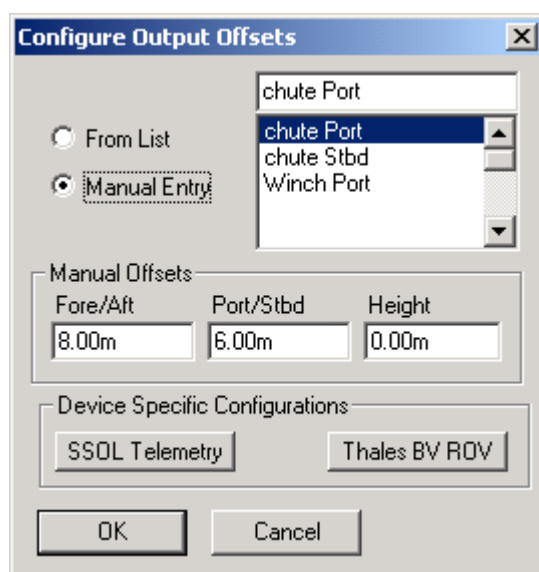 Configure Output Offsets
chute Port
From List
Manual Entry
chute Port
chute Stbd
Winch Port
Manual Offsets
Fore/Aft Port/Stbd Height
8.00m 6.00m 0.00m
Device Specific Configurations
SSOL Telemetry Thales BV ROV
OK Cancel